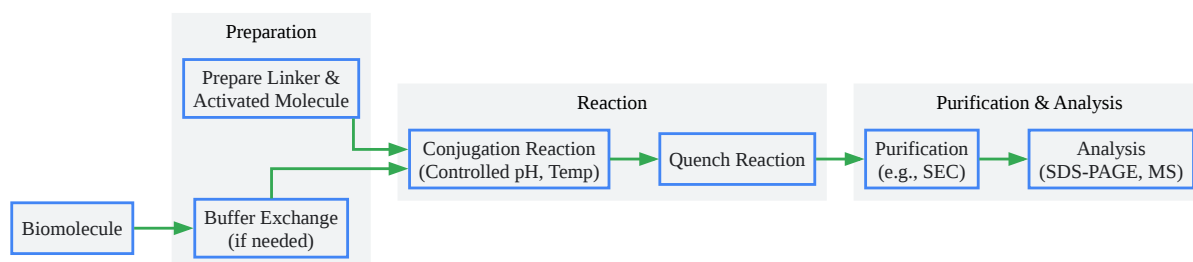 Preparation
Prepare Linker &
Activated Molecule
Biomolecule
Buffer Exchange
(if needed)
Reaction
Conjugation Reaction
(Controlled pH, Temp)
Quench Reaction
Purification & Analysis
Purification
(e.g., SEC)
Analysis
(SDS-PAGE, MS)